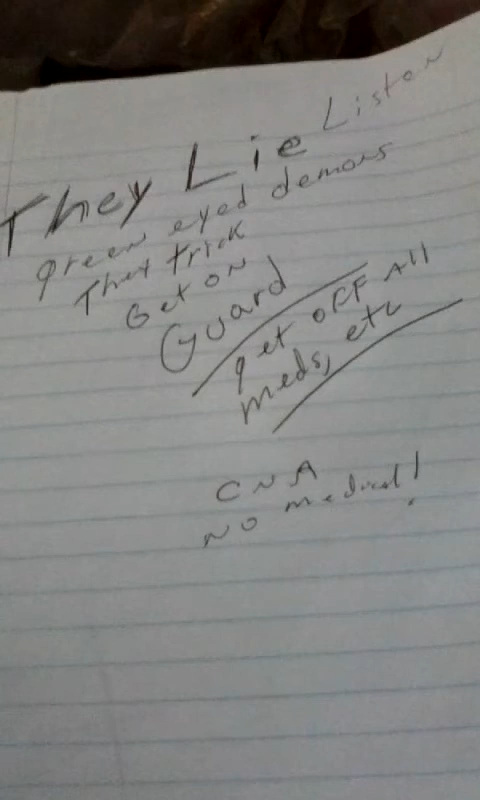 They Lie Listen
green eyed demons
That trick
Get on
Guard
get off All
meds, etc
CNA
No medical!